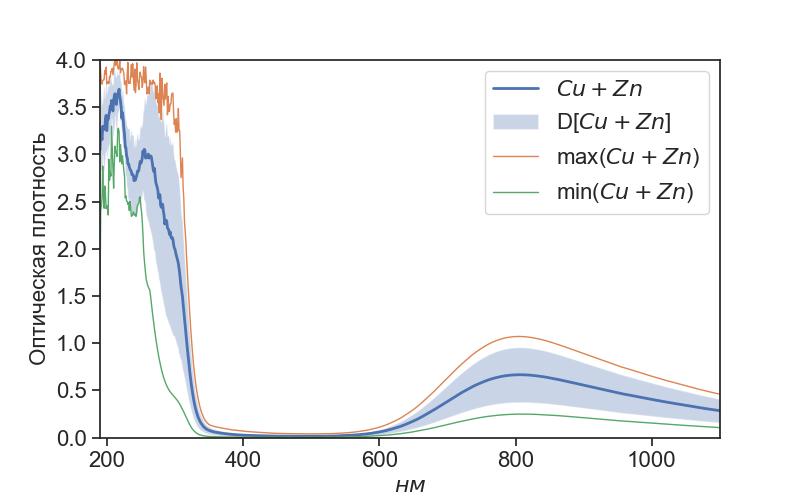 4.0
3.5
3.0
2.5
2.0
1.5
1.0
0.5
0.0
Оптическая плотность
200 400 600 800 1000
нм
Cu + Zn
D[Cu + Zn]
max(Cu + Zn)
min(Cu + Zn)